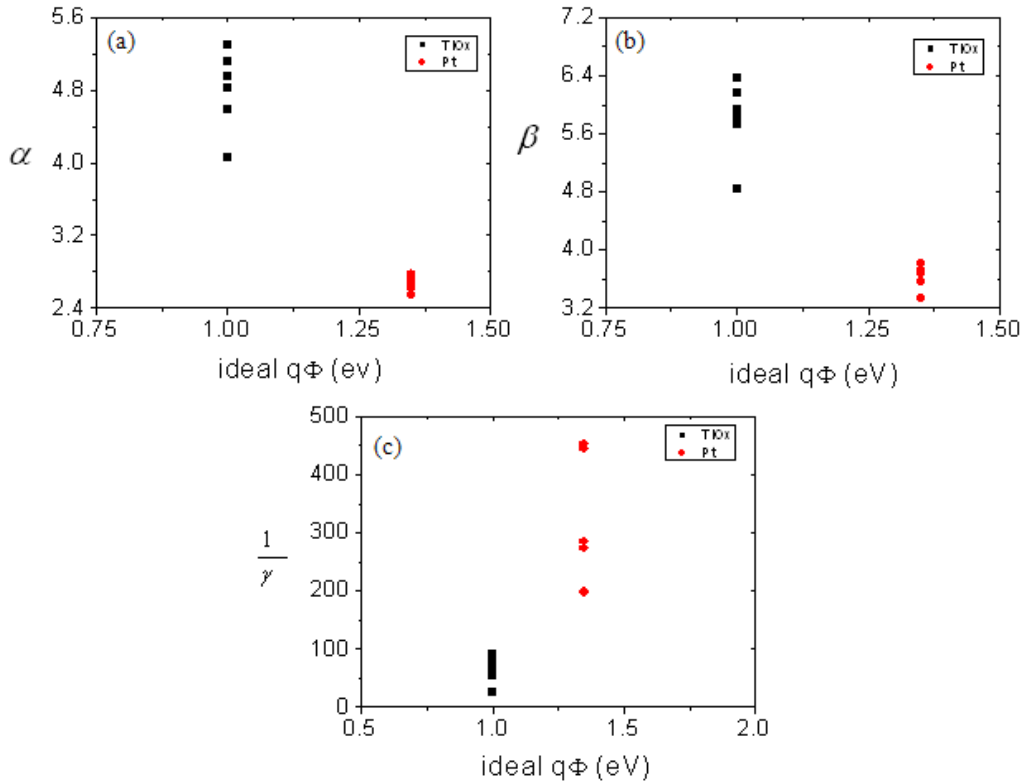 (a)
5.6
4.8
4.0
3.2
2.4
α
TiOx
Pt
0.75 1.00 1.25 1.50
ideal qΦ (ev)
(b)
7.2
6.4
5.6
4.8
4.0
3.2
β
TiOx
Pt
0.75 1.00 1.25 1.50
ideal qΦ (eV)
(c)
500
400
300
200
100
0
1
γ
TiOx
Pt
0.5 1.0 1.5 2.0
ideal qΦ (eV)